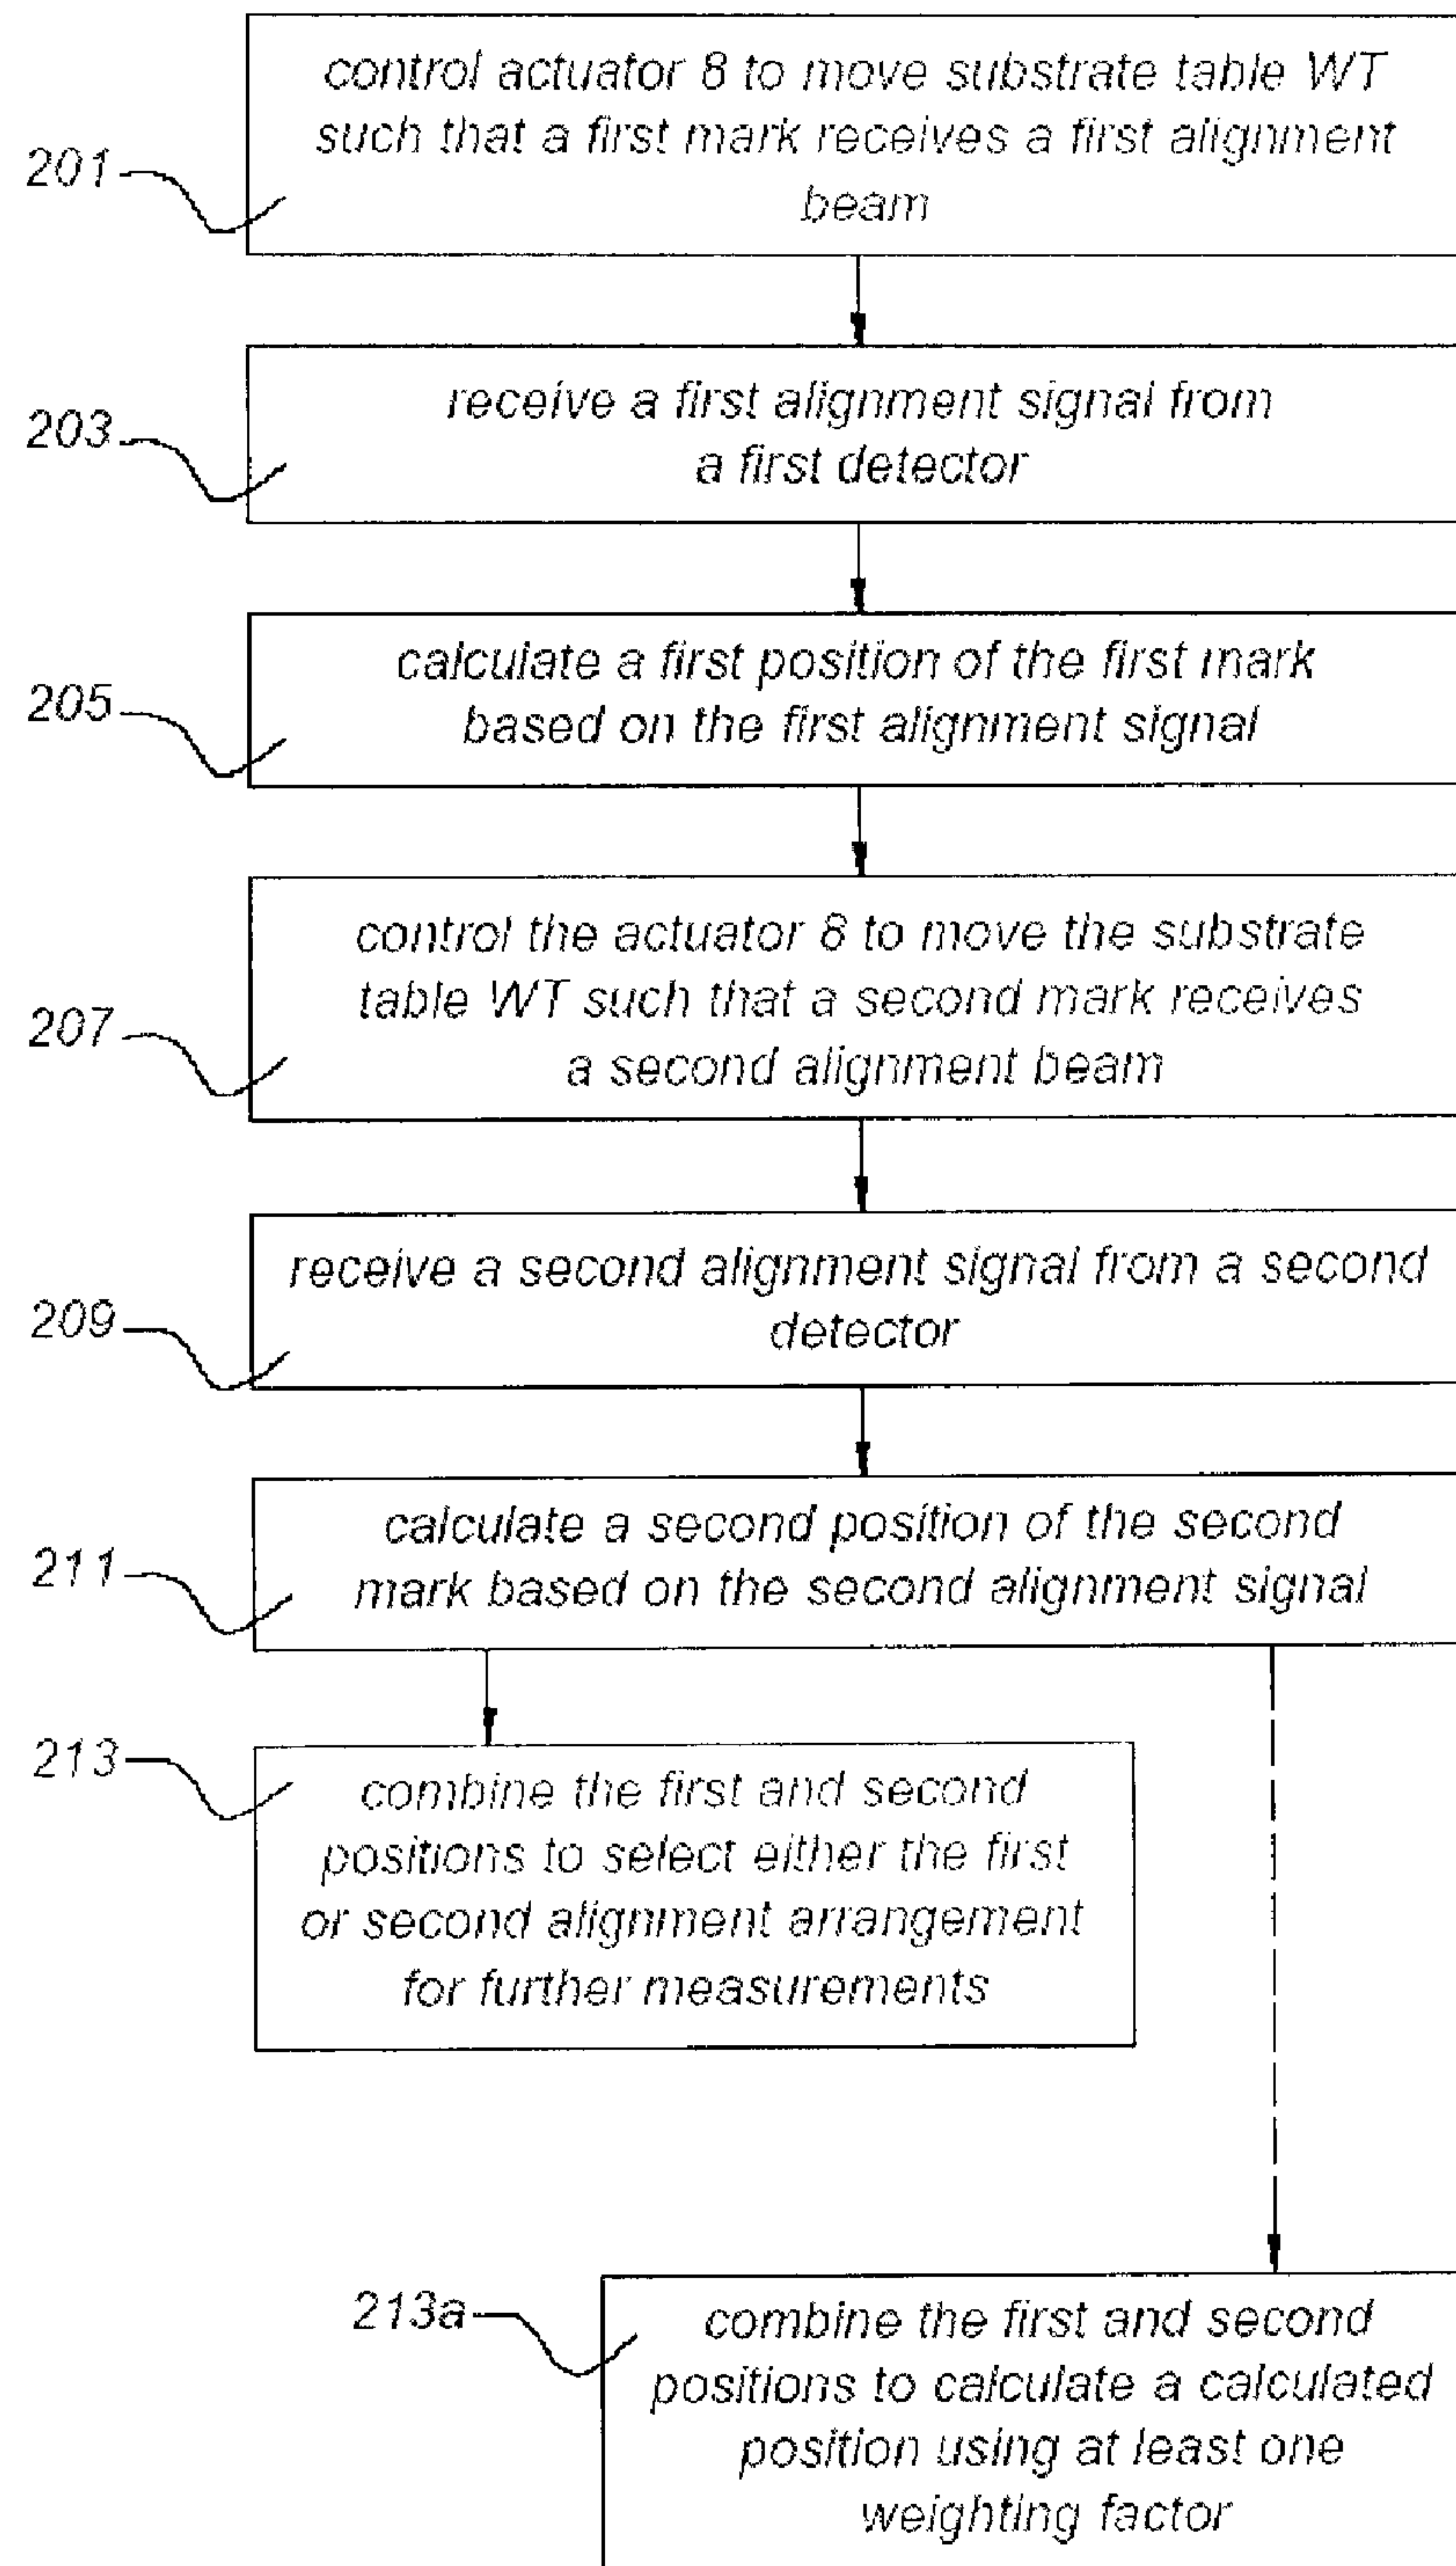 control actuator 8 to move substrate table WT
such that a first mark receives a first alignment
beam
201
receive a first alignment signal from
a first detector
203
calculate a first position of the first mark
based on the first alignment signal
205
control the actuator 8 to move the substrate
table WT such that a second mark receives
a second alignment beam
207
receive a second alignment signal from a second
detector
209
calculate a second position of the second
mark based on the second alignment signal
211
213
combine the first and second
positions to select either the first
or second alignment arrangement
for further measurements
213a
combine the first and second
positions to calculate a calculated
position using at least one
weighting factor